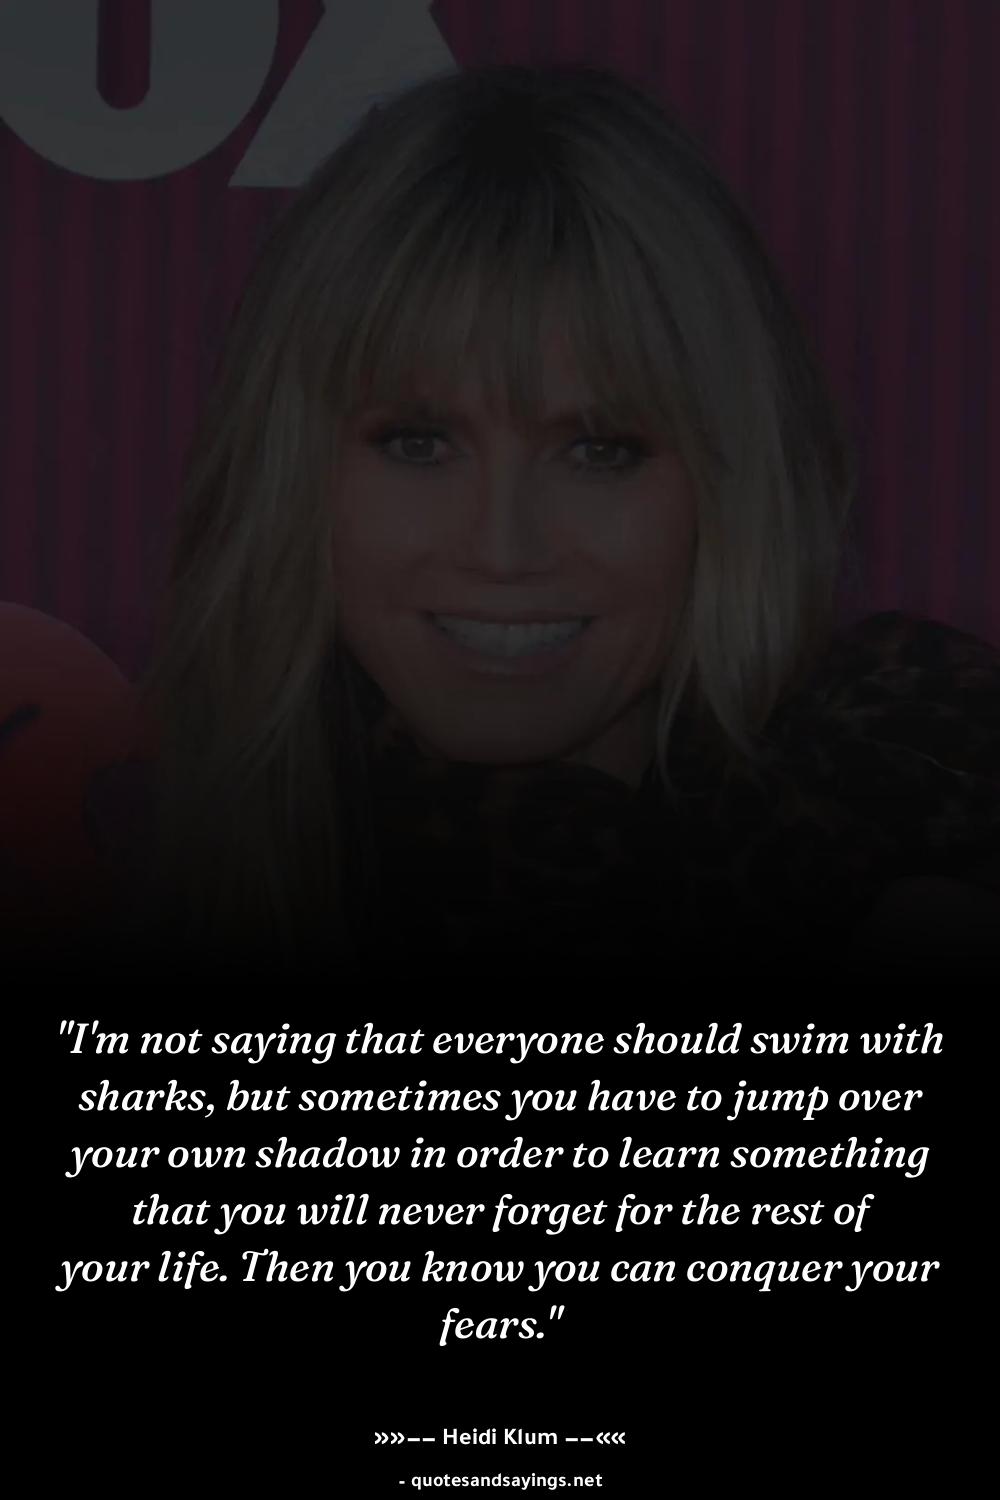 "I'm not saying that everyone should swim with
sharks, but sometimes you have to jump over
your own shadow in order to learn something
that you will never forget for the rest of
your life. Then you know you can conquer your
fears."
»»–– Heidi Klum ––««
- quotesandsayings.net